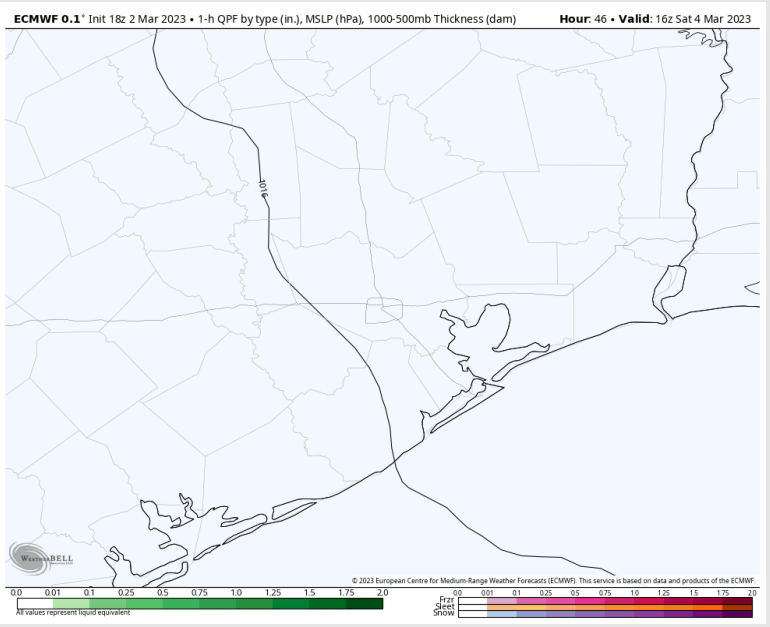 ECMWF 0.1° Init 18z 2 Mar 2023 • 1-h QPF by type (in.), MSLP (hPa), 1000-500mb Thickness (dam) Hour: 46 • Valid: 16z Sat 4 Mar 2023
1016
WeatherBELL
© 2023 European Centre for Medium-Range Weather Forecasts (ECMWF). This service is based on data and products of the ECMWF.
0.0 0.01 0.1 0.25 0.5 0.75 1.0 1.25 1.5 1.75 2.0
All values represent liquid equivalent
0.0 0.01 0.1 0.25 0.50 0.75 1.0 1.25 1.50 1.75 2.0
Frzr
Sleet
Snow